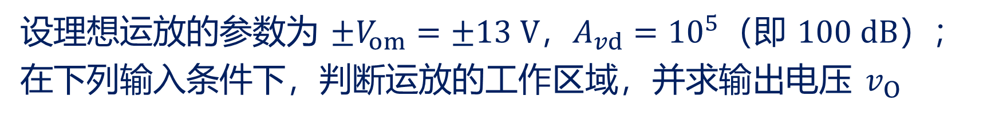 设理想运放的参数为 ±Vom = ±13 V，Avd = 10⁵（即 100 dB）；
在下列输入条件下，判断运放的工作区域，并求输出电压 vO